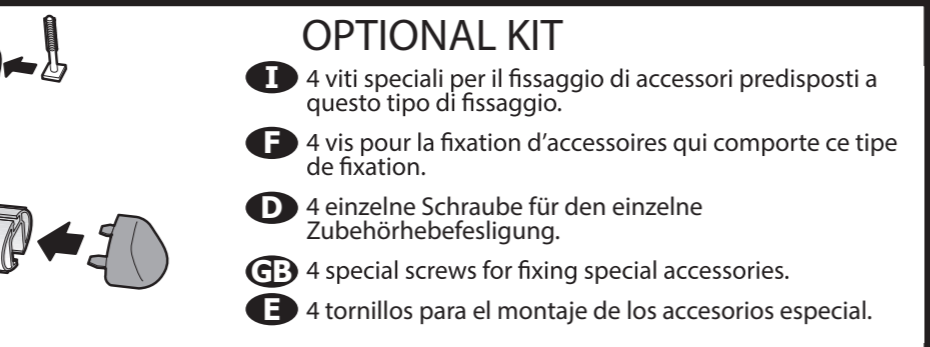 OPTIONAL KIT
I 4 viti speciali per il fissaggio di accessori predisposti a
questo tipo di fissaggio.
F 4 vis pour la fixation d’accessoires qui comporte ce tipe
de fixation.
D 4 einzelne Schraube für den einzelne
Zubehörhebefesligung.
GB 4 special screws for fixing special accessories.
E 4 tornillos para el montaje de los accesorios especial.